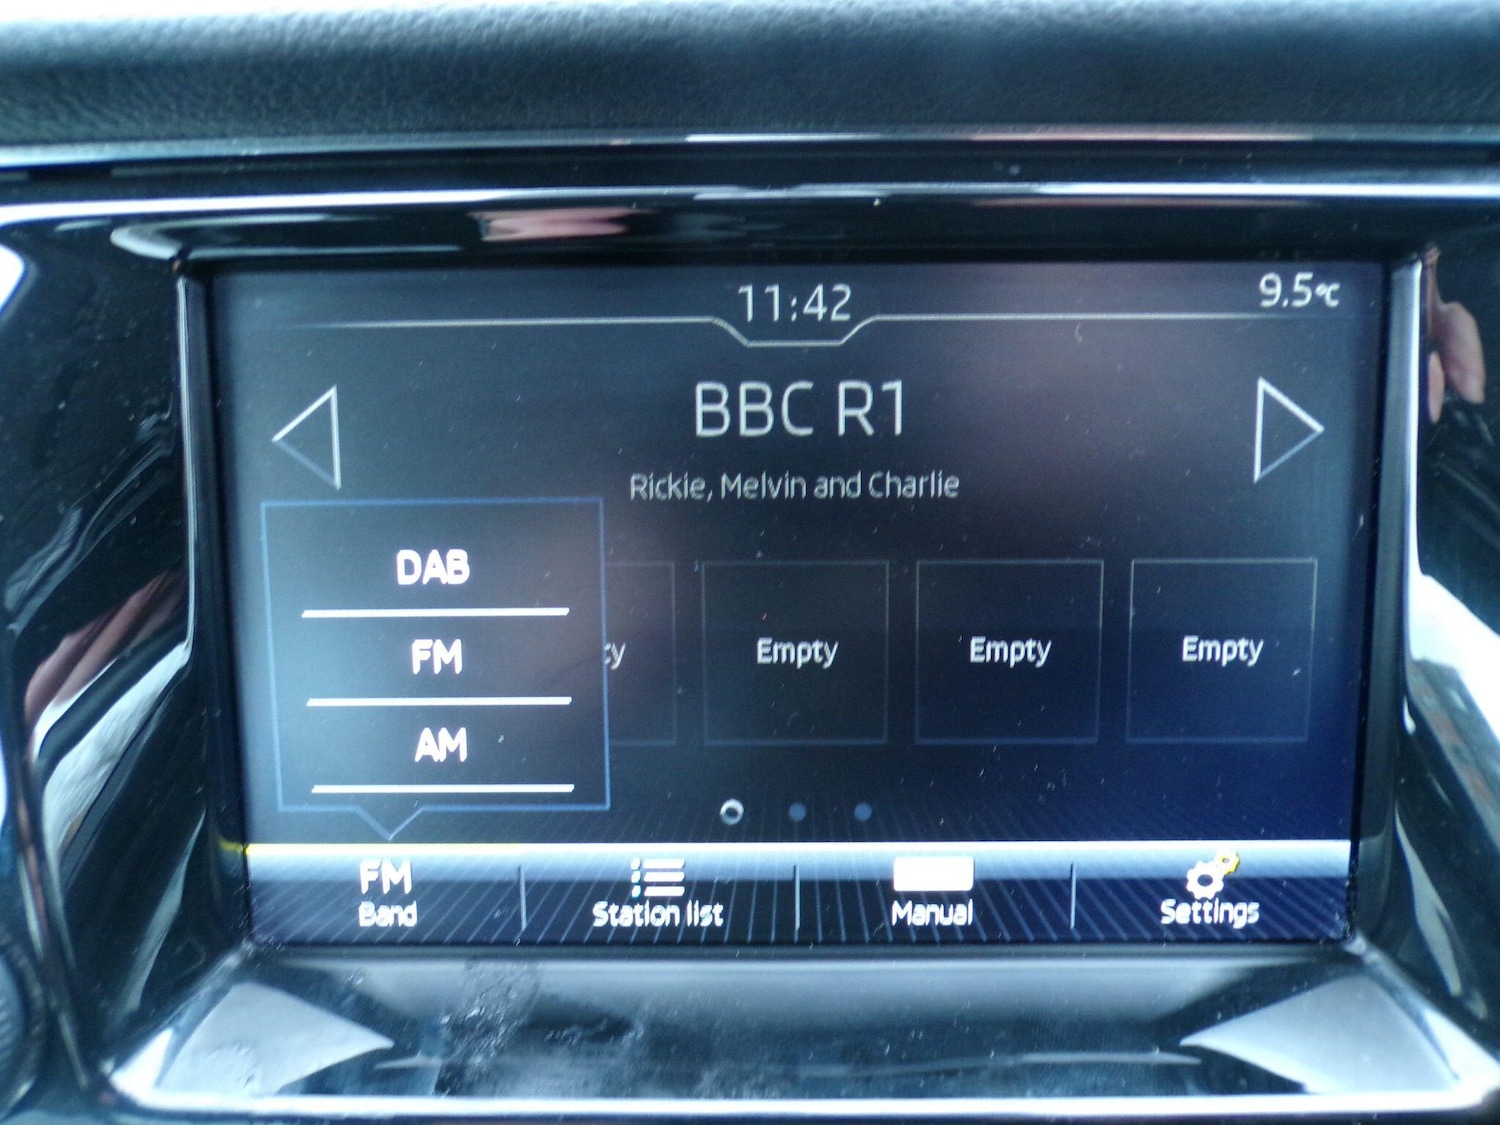 11:42
9.5°C
BBC R1
Rickie, Melvin and Charlie
DAB
FM
AM
Empty
Empty
Empty
FM
Band
Station list
Manual
Settings